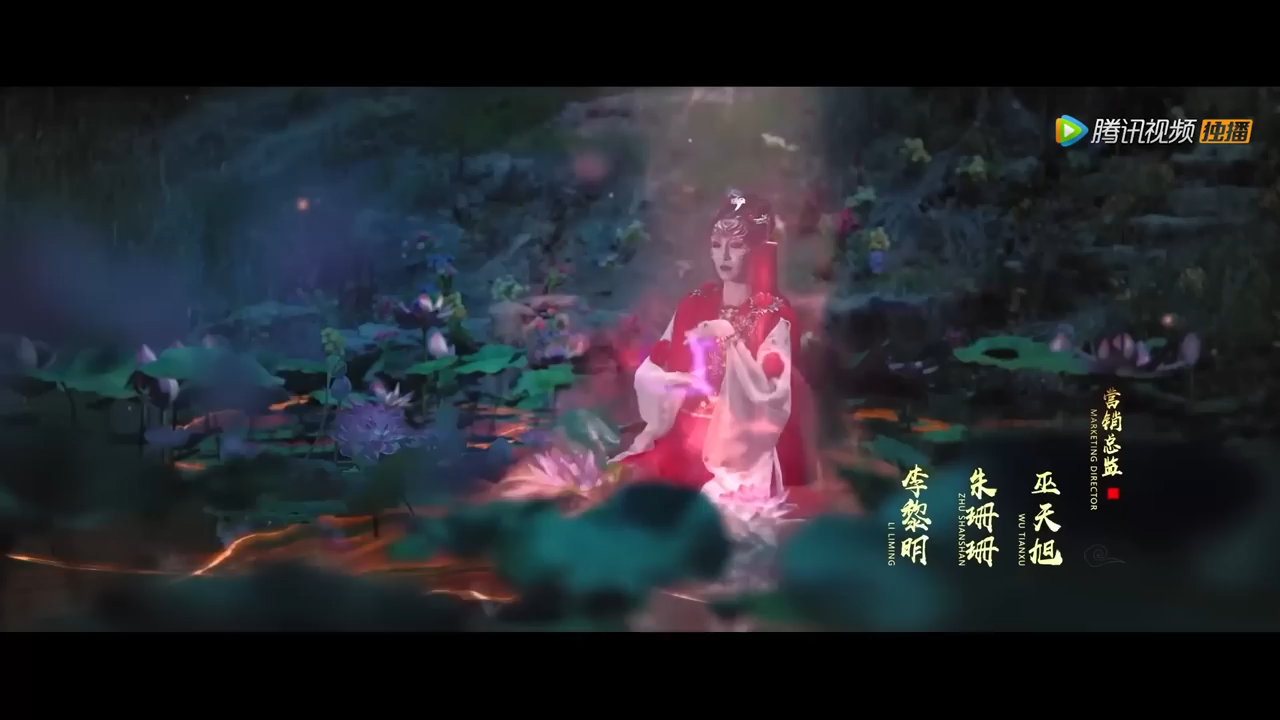 腾讯视频 独播
营销总监
MARKETING DIRECTOR
巫天旭
WU TIANXU
朱珊珊
ZHU SHANSHAN
李黎明
LI LIMING